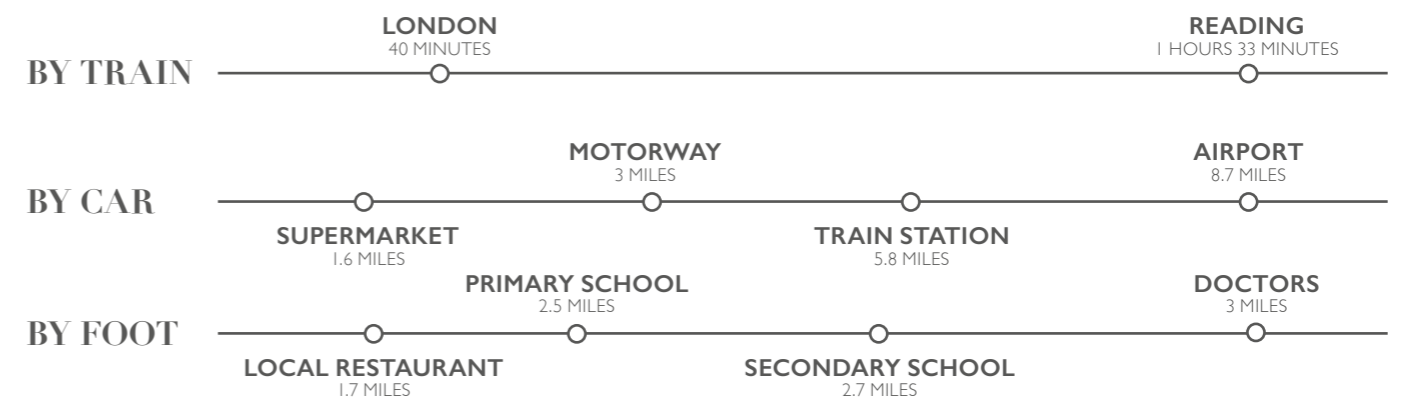 LONDON
40 MINUTES
READING
1 HOURS 33 MINUTES
BY TRAIN
MOTORWAY
3 MILES
AIRPORT
8.7 MILES
BY CAR
SUPERMARKET
1.6 MILES
TRAIN STATION
5.8 MILES
PRIMARY SCHOOL
2.5 MILES
DOCTORS
3 MILES
BY FOOT
LOCAL RESTAURANT
1.7 MILES
SECONDARY SCHOOL
2.7 MILES